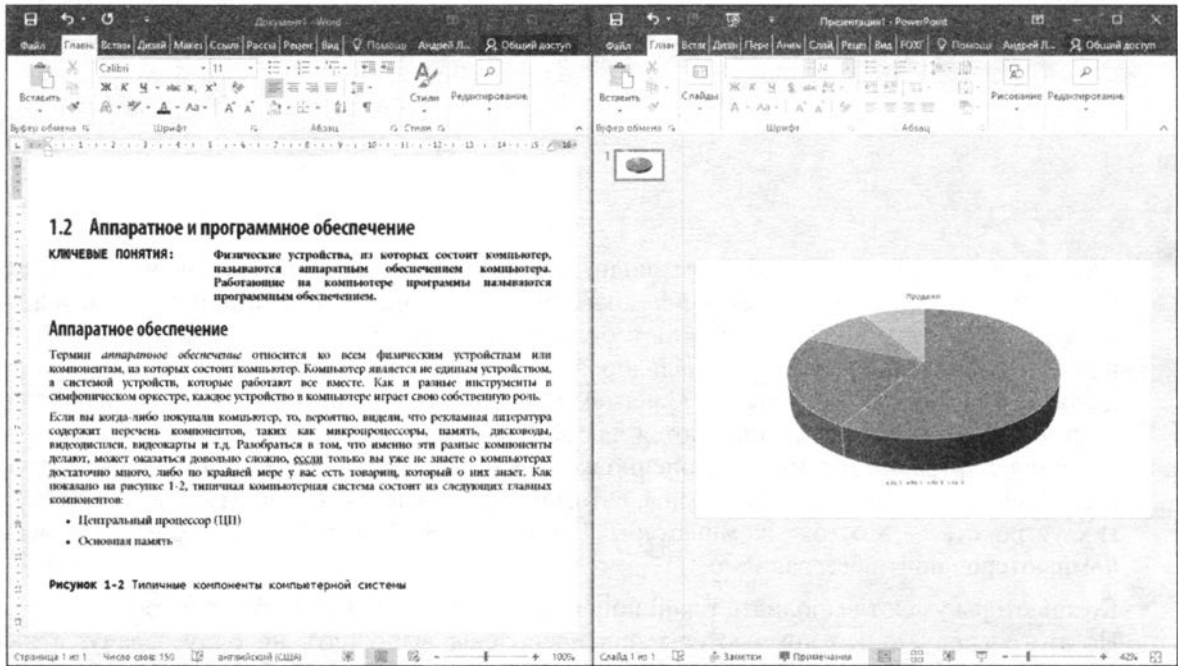 Документ1 - Word
Файл Главн Встав Дизай Макет Ссылк Рассы Рецен Вид Помощь Андрей Л... Общий доступ
Calibri 11
Ж К Ч abc x, x²
Вставить
Стили Редактирование
Буфер обмена Шрифт Абзац Стили
1.2 Аппаратное и программное обеспечение
КЛЮЧЕВЫЕ ПОНЯТИЯ: Физические устройства, из которых состоит компьютер,
называются аппаратным обеспечением компьютера.
Работающие на компьютере программы называются
программным обеспечением.
Аппаратное обеспечение
Термин аппаратное обеспечение относится ко всем физическим устройствам или
компонентам, из которых состоит компьютер. Компьютер является не единым устройством,
а системой устройств, которые работают все вместе. Как и разные инструменты в
симфоническом оркестре, каждое устройство в компьютере играет свою собственную роль.
Если вы когда-либо покупали компьютер, то, вероятно, видели, что рекламная литература
содержит перечень компонентов, таких как микропроцессоры, память, дисководы,
видеодисплеи, видеокарты и т.д. Разобраться в том, что именно эти разные компоненты
делают, может оказаться довольно сложно, ессли только вы уже не знаете о компьютерах
достаточно много, либо по крайней мере у вас есть товарищ, который о них знает. Как
показано на рисунке 1-2, типичная компьютерная система состоит из следующих главных
компонентов:
• Центральный процессор (ЦП)
• Основная память
Рисунок 1-2 Типичные компоненты компьютерной системы
Страница 1 из 1 Число слов: 150 английский (США) 100%
Презентация1 - PowerPoint
Файл Главн Встав Дизан Пере Аним Слай Рецег Вид FOXIT Помощь Андрей Л... Общий доступ
Вставить Слайды
Рисование Редактирование
Буфер обмена Шрифт Абзац
1
Продажи
Слайд 1 из 1 Заметки Примечания 42%